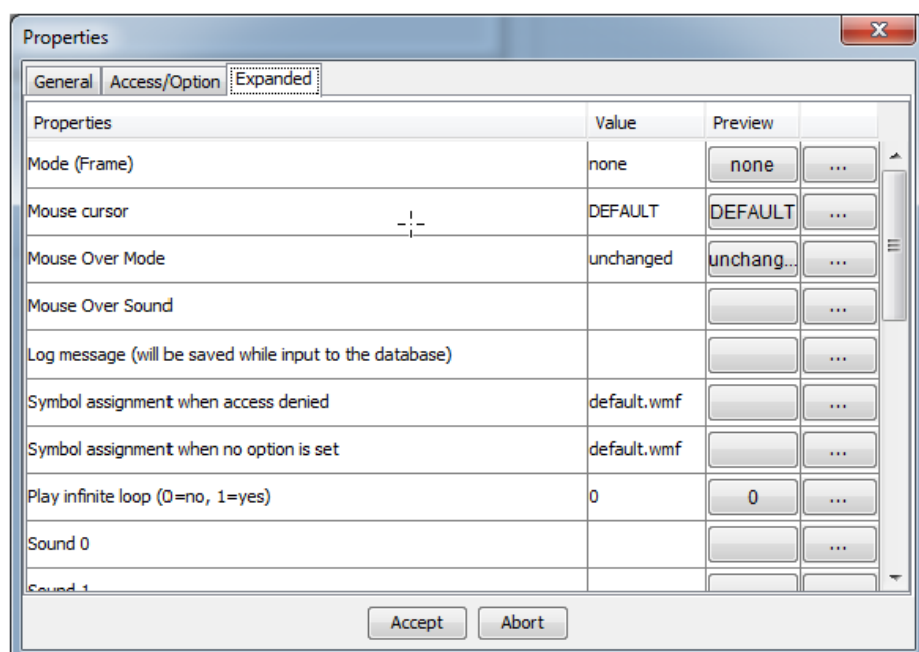 Properties
General Access/Option Expanded
Properties Value Preview
Mode (Frame) none none ...
Mouse cursor DEFAULT DEFAULT ...
Mouse Over Mode unchanged unchang... ...
Mouse Over Sound ...
Log message (will be saved while input to the database) ...
Symbol assignment when access denied default.wmf ...
Symbol assignment when no option is set default.wmf ...
Play infinite loop (0=no, 1=yes) 0 0 ...
Sound 0 ...
Sound 1
Accept Abort